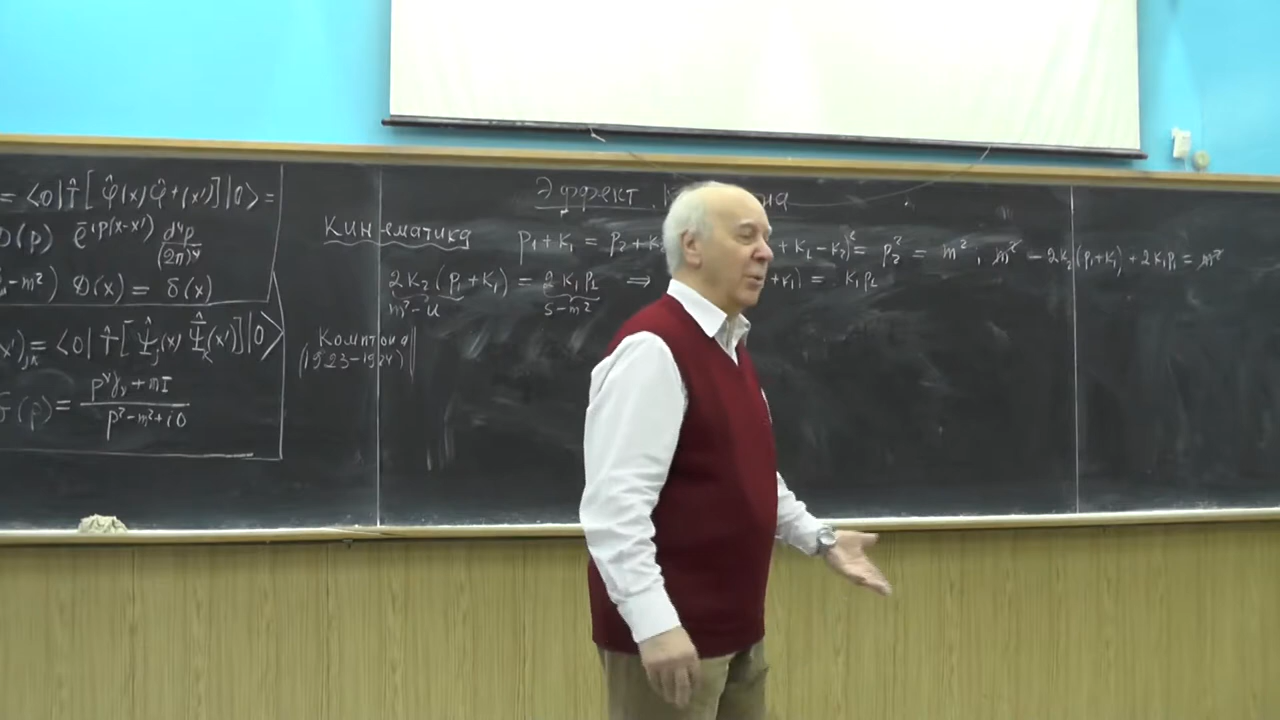 = <0|T̂[φ̂(x) φ̂⁺(x')]|0> =
D(p) e^{-ip(x-x')} d⁴p/(2π)⁴
-m²) D(x) = δ(x)
x')_{jk} = <0|T̂[Ψ̂_j(x) Ψ̄̂_k(x')]|0>
(p) = (p^ν γ_ν + mI)/(p² - m² + i0)
Эффект
Кинематика
p₁ + k₁ = p₂ + k₂ + k₁ - k₂)² = p₂² = m²; m² - 2k₂(p₁+k₁) + 2k₁p₁ = m²
2k₂(p₁+k₁) = 2k₁p₁ ⇒ +k₁) = k₁p₁
m²-u s-m²
Комптона
(1923-1924)